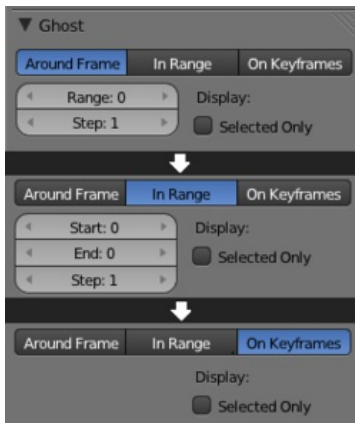 Ghost
Around Frame In Range On Keyframes
Range: 0 Display:
Step: 1 Selected Only
Around Frame In Range On Keyframes
Start: 0 Display:
End: 0 Selected Only
Step: 1
Around Frame In Range On Keyframes
Display:
Selected Only